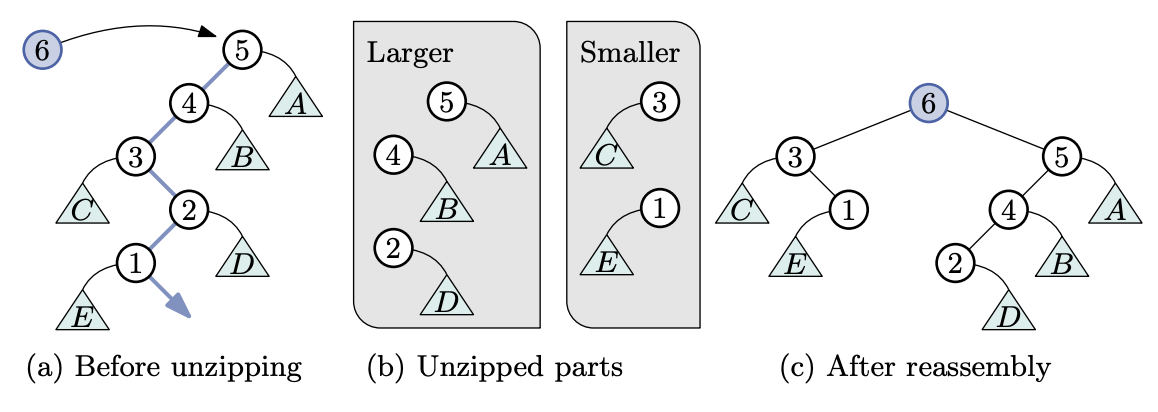 6
5
A
4
B
3
C
2
D
1
E
(a) Before unzipping
Larger
5
A
4
B
2
D
Smaller
3
C
1
E
(b) Unzipped parts
6
3
5
C
1
4
A
E
2
B
D
(c) After reassembly